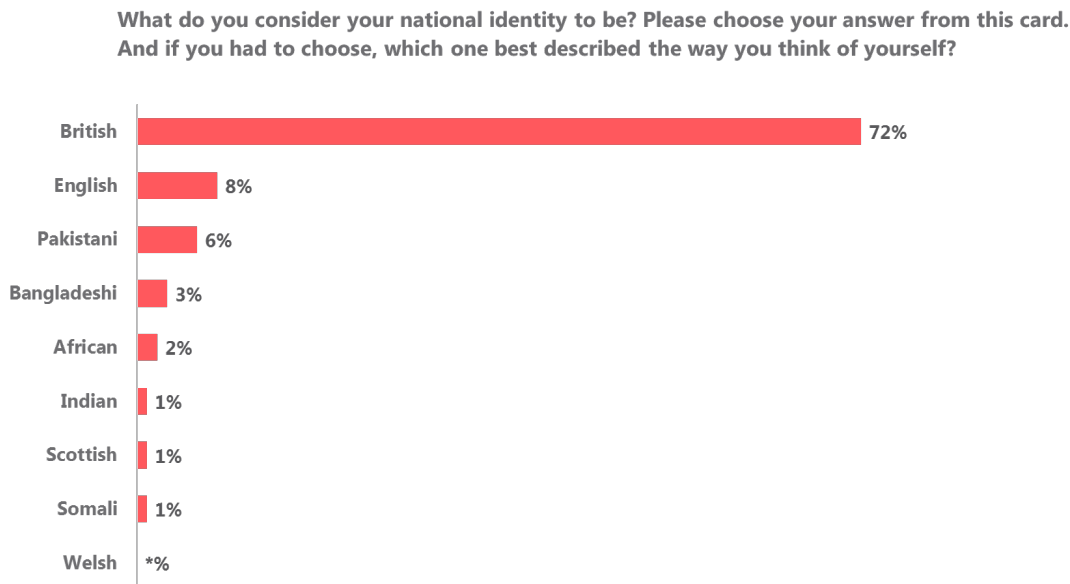 What do you consider your national identity to be? Please choose your answer from this card.
And if you had to choose, which one best described the way you think of yourself?
British 72%
English 8%
Pakistani 6%
Bangladeshi 3%
African 2%
Indian 1%
Scottish 1%
Somali 1%
Welsh *%